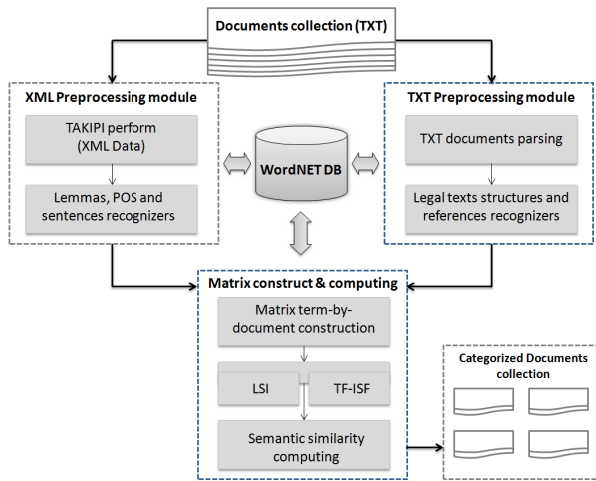 Documents collection (TXT)
XML Preprocessing module
TAKIPI perform
(XML Data)
Lemmas, POS and
sentences recognizers
WordNET DB
TXT Preprocessing module
TXT documents parsing
Legal texts structures and
references recognizers
Matrix construct & computing
Matrix term-by-
document construction
LSI
TF-ISF
Semantic similarity
computing
Categorized Documents
collection